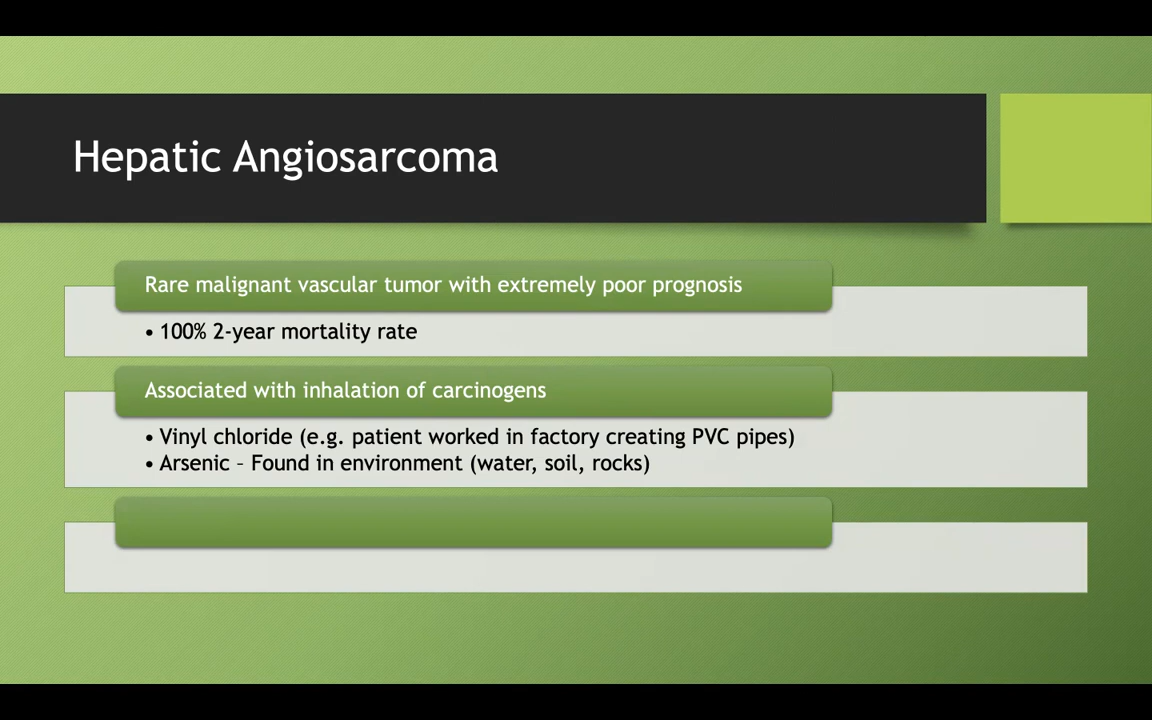 Hepatic Angiosarcoma
Rare malignant vascular tumor with extremely poor prognosis
• 100% 2-year mortality rate
Associated with inhalation of carcinogens
• Vinyl chloride (e.g. patient worked in factory creating PVC pipes)
• Arsenic – Found in environment (water, soil, rocks)